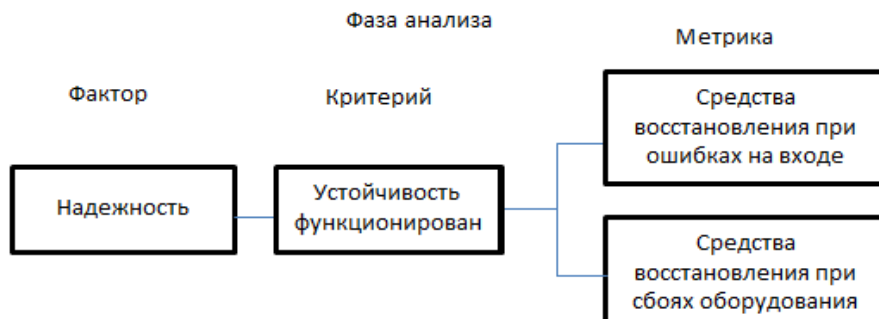 Фаза анализа
Метрика
Фактор
Критерий
Средства
восстановления при
ошибках на входе
Надежность
Устойчивость
функционирован
Средства
восстановления при
сбоях оборудования